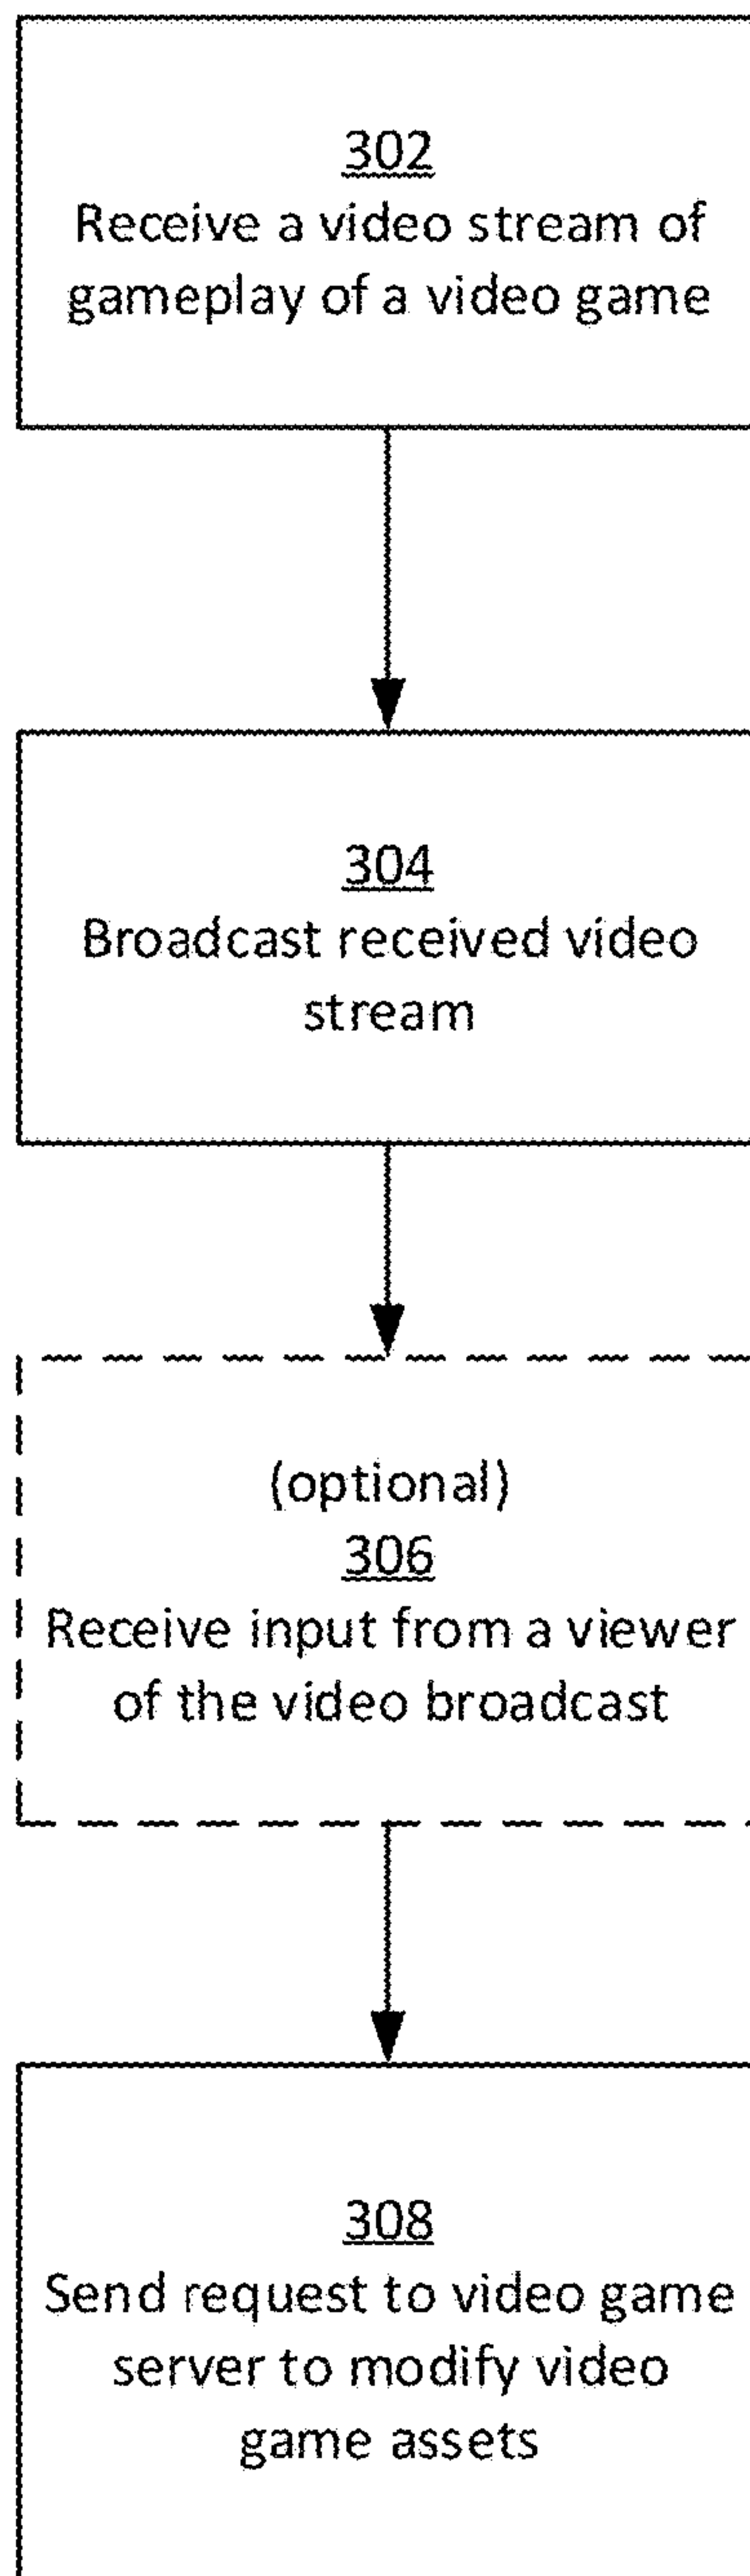 302
Receive a video stream of
gameplay of a video game
304
Broadcast received video
stream
(optional)
306
Receive input from a viewer
of the video broadcast
308
Send request to video game
server to modify video
game assets